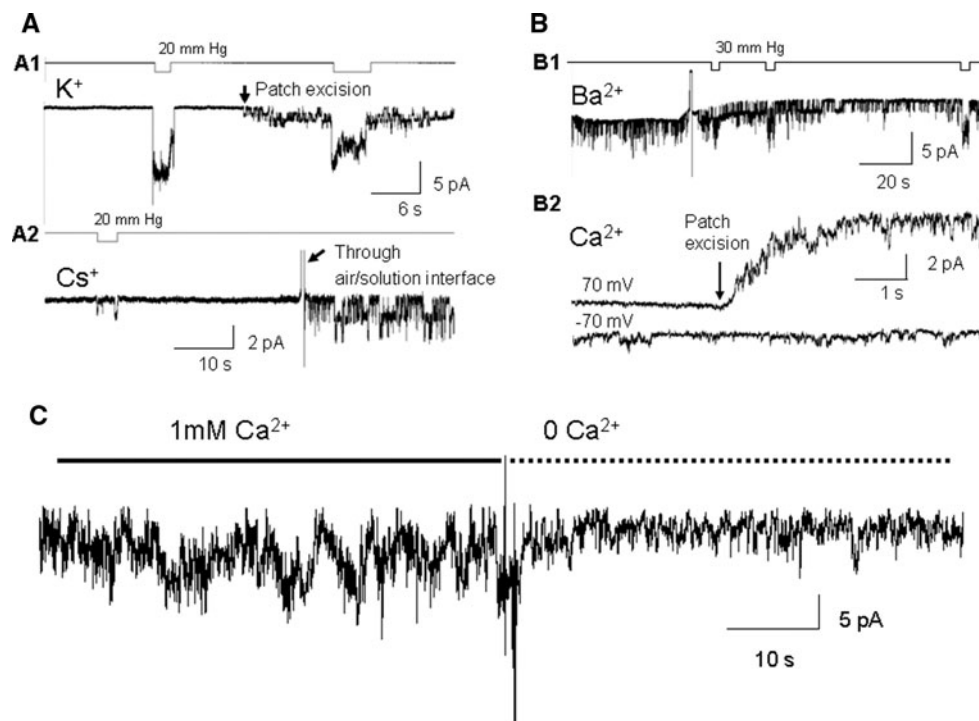 A
A1
20 mm Hg
K+
Patch excision
5 pA
6 s
A2
20 mm Hg
Cs+
Through
air/solution interface
2 pA
10 s
B
B1
30 mm Hg
Ba2+
5 pA
20 s
B2
Ca2+
Patch
excision
70 mV
-70 mV
2 pA
1 s
C
1mM Ca2+
0 Ca2+
5 pA
10 s